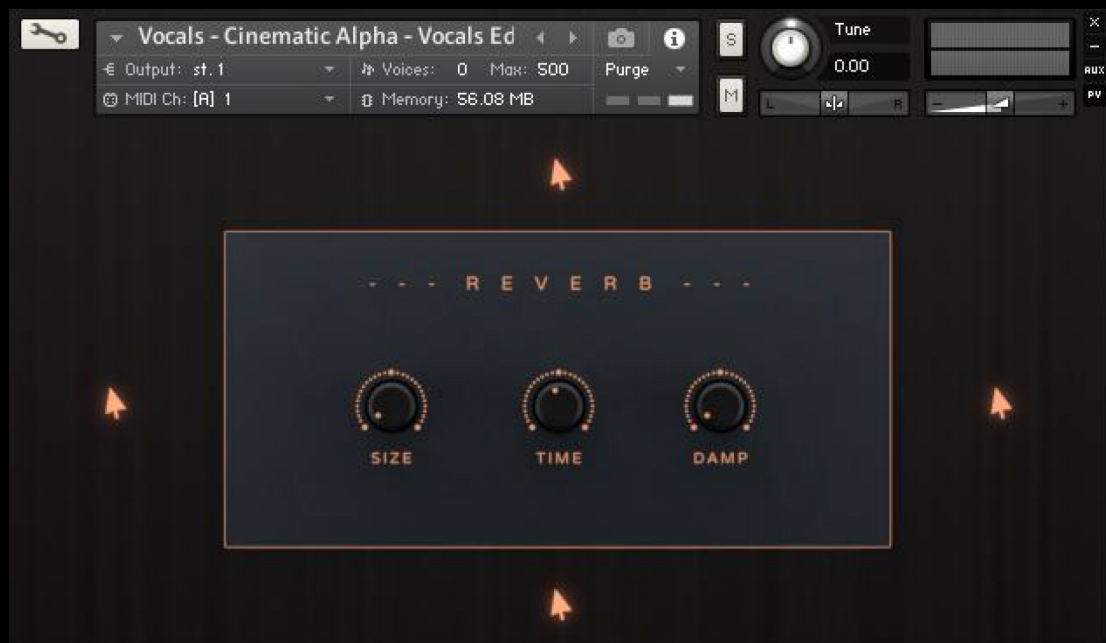 Vocals - Cinematic Alpha - Vocals Ed
Output: st. 1
Voices: 0 Max: 500
Purge
MIDI Ch: [A] 1
Memory: 56.08 MB
S
M
Tune
0.00
L
R
AUX
PV
- - - R E V E R B - - -
SIZE
TIME
DAMP